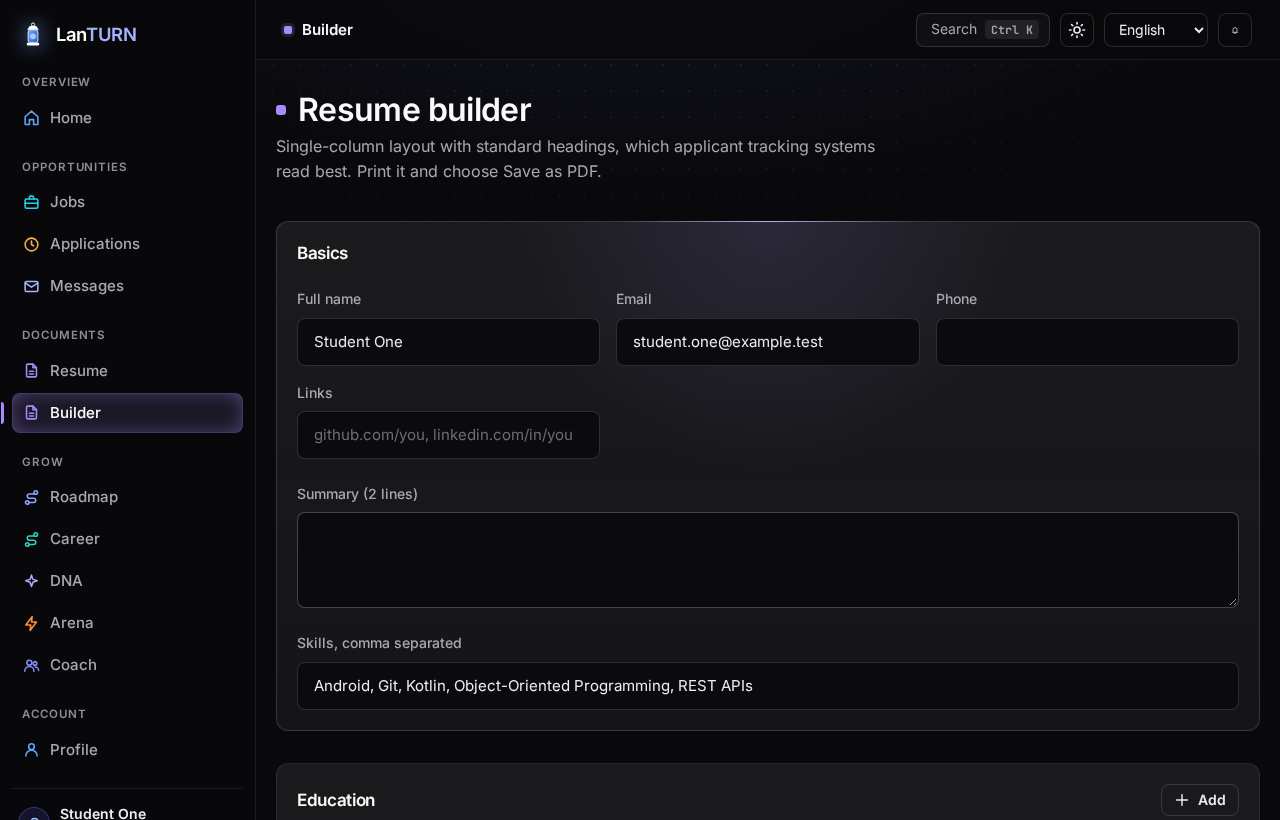 LanTURN
OVERVIEW
Home
OPPORTUNITIES
Jobs
Applications
Messages
DOCUMENTS
Resume
Builder
GROW
Roadmap
Career
DNA
Arena
Coach
ACCOUNT
Profile
Student One
Builder
Search Ctrl K
English
Resume builder
Single-column layout with standard headings, which applicant tracking systems
read best. Print it and choose Save as PDF.
Basics
Full name Email Phone
Student One student.one@example.test
Links
github.com/you, linkedin.com/in/you
Summary (2 lines)
Skills, comma separated
Android, Git, Kotlin, Object-Oriented Programming, REST APIs
Education
Add